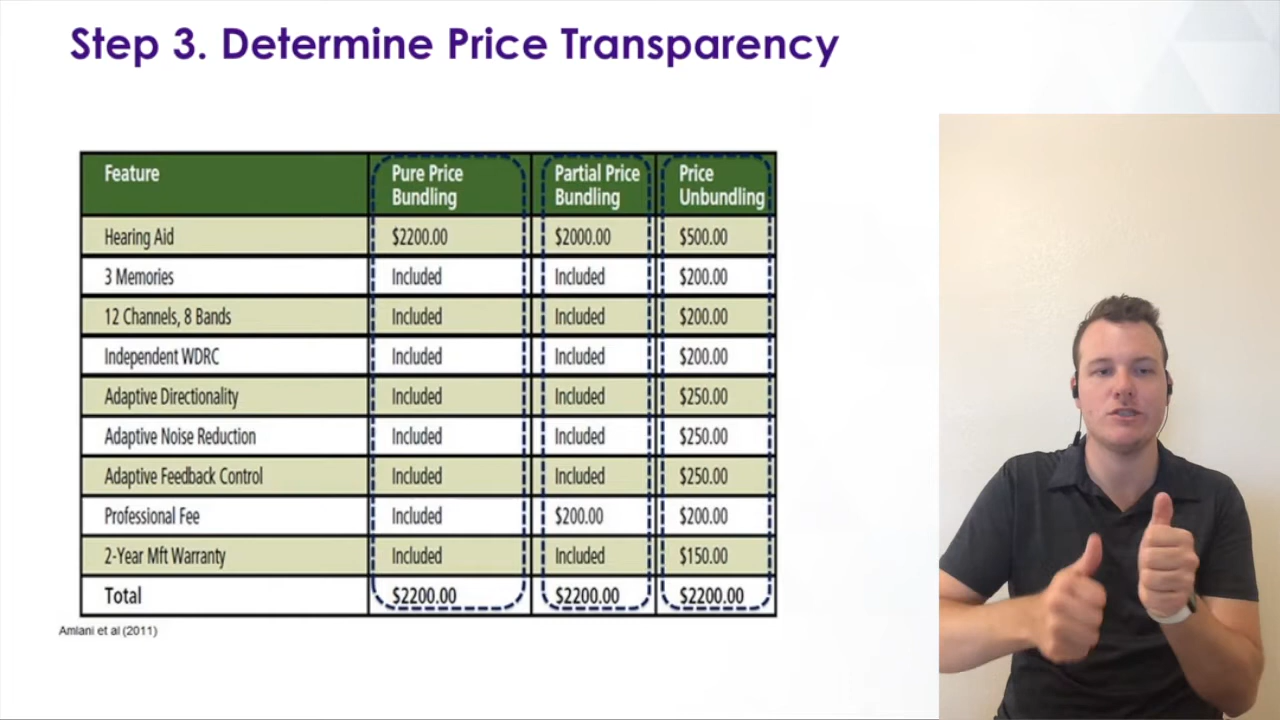 Step 3. Determine Price Transparency
Feature Pure Price Bundling Partial Price Bundling Price Unbundling
Hearing Aid $2200.00 $2000.00 $500.00
3 Memories Included Included $200.00
12 Channels, 8 Bands Included Included $200.00
Independent WDRC Included Included $200.00
Adaptive Directionality Included Included $250.00
Adaptive Noise Reduction Included Included $250.00
Adaptive Feedback Control Included Included $250.00
Professional Fee Included $200.00 $200.00
2-Year Mft Warranty Included Included $150.00
Total $2200.00 $2200.00 $2200.00
Amlani et al (2011)